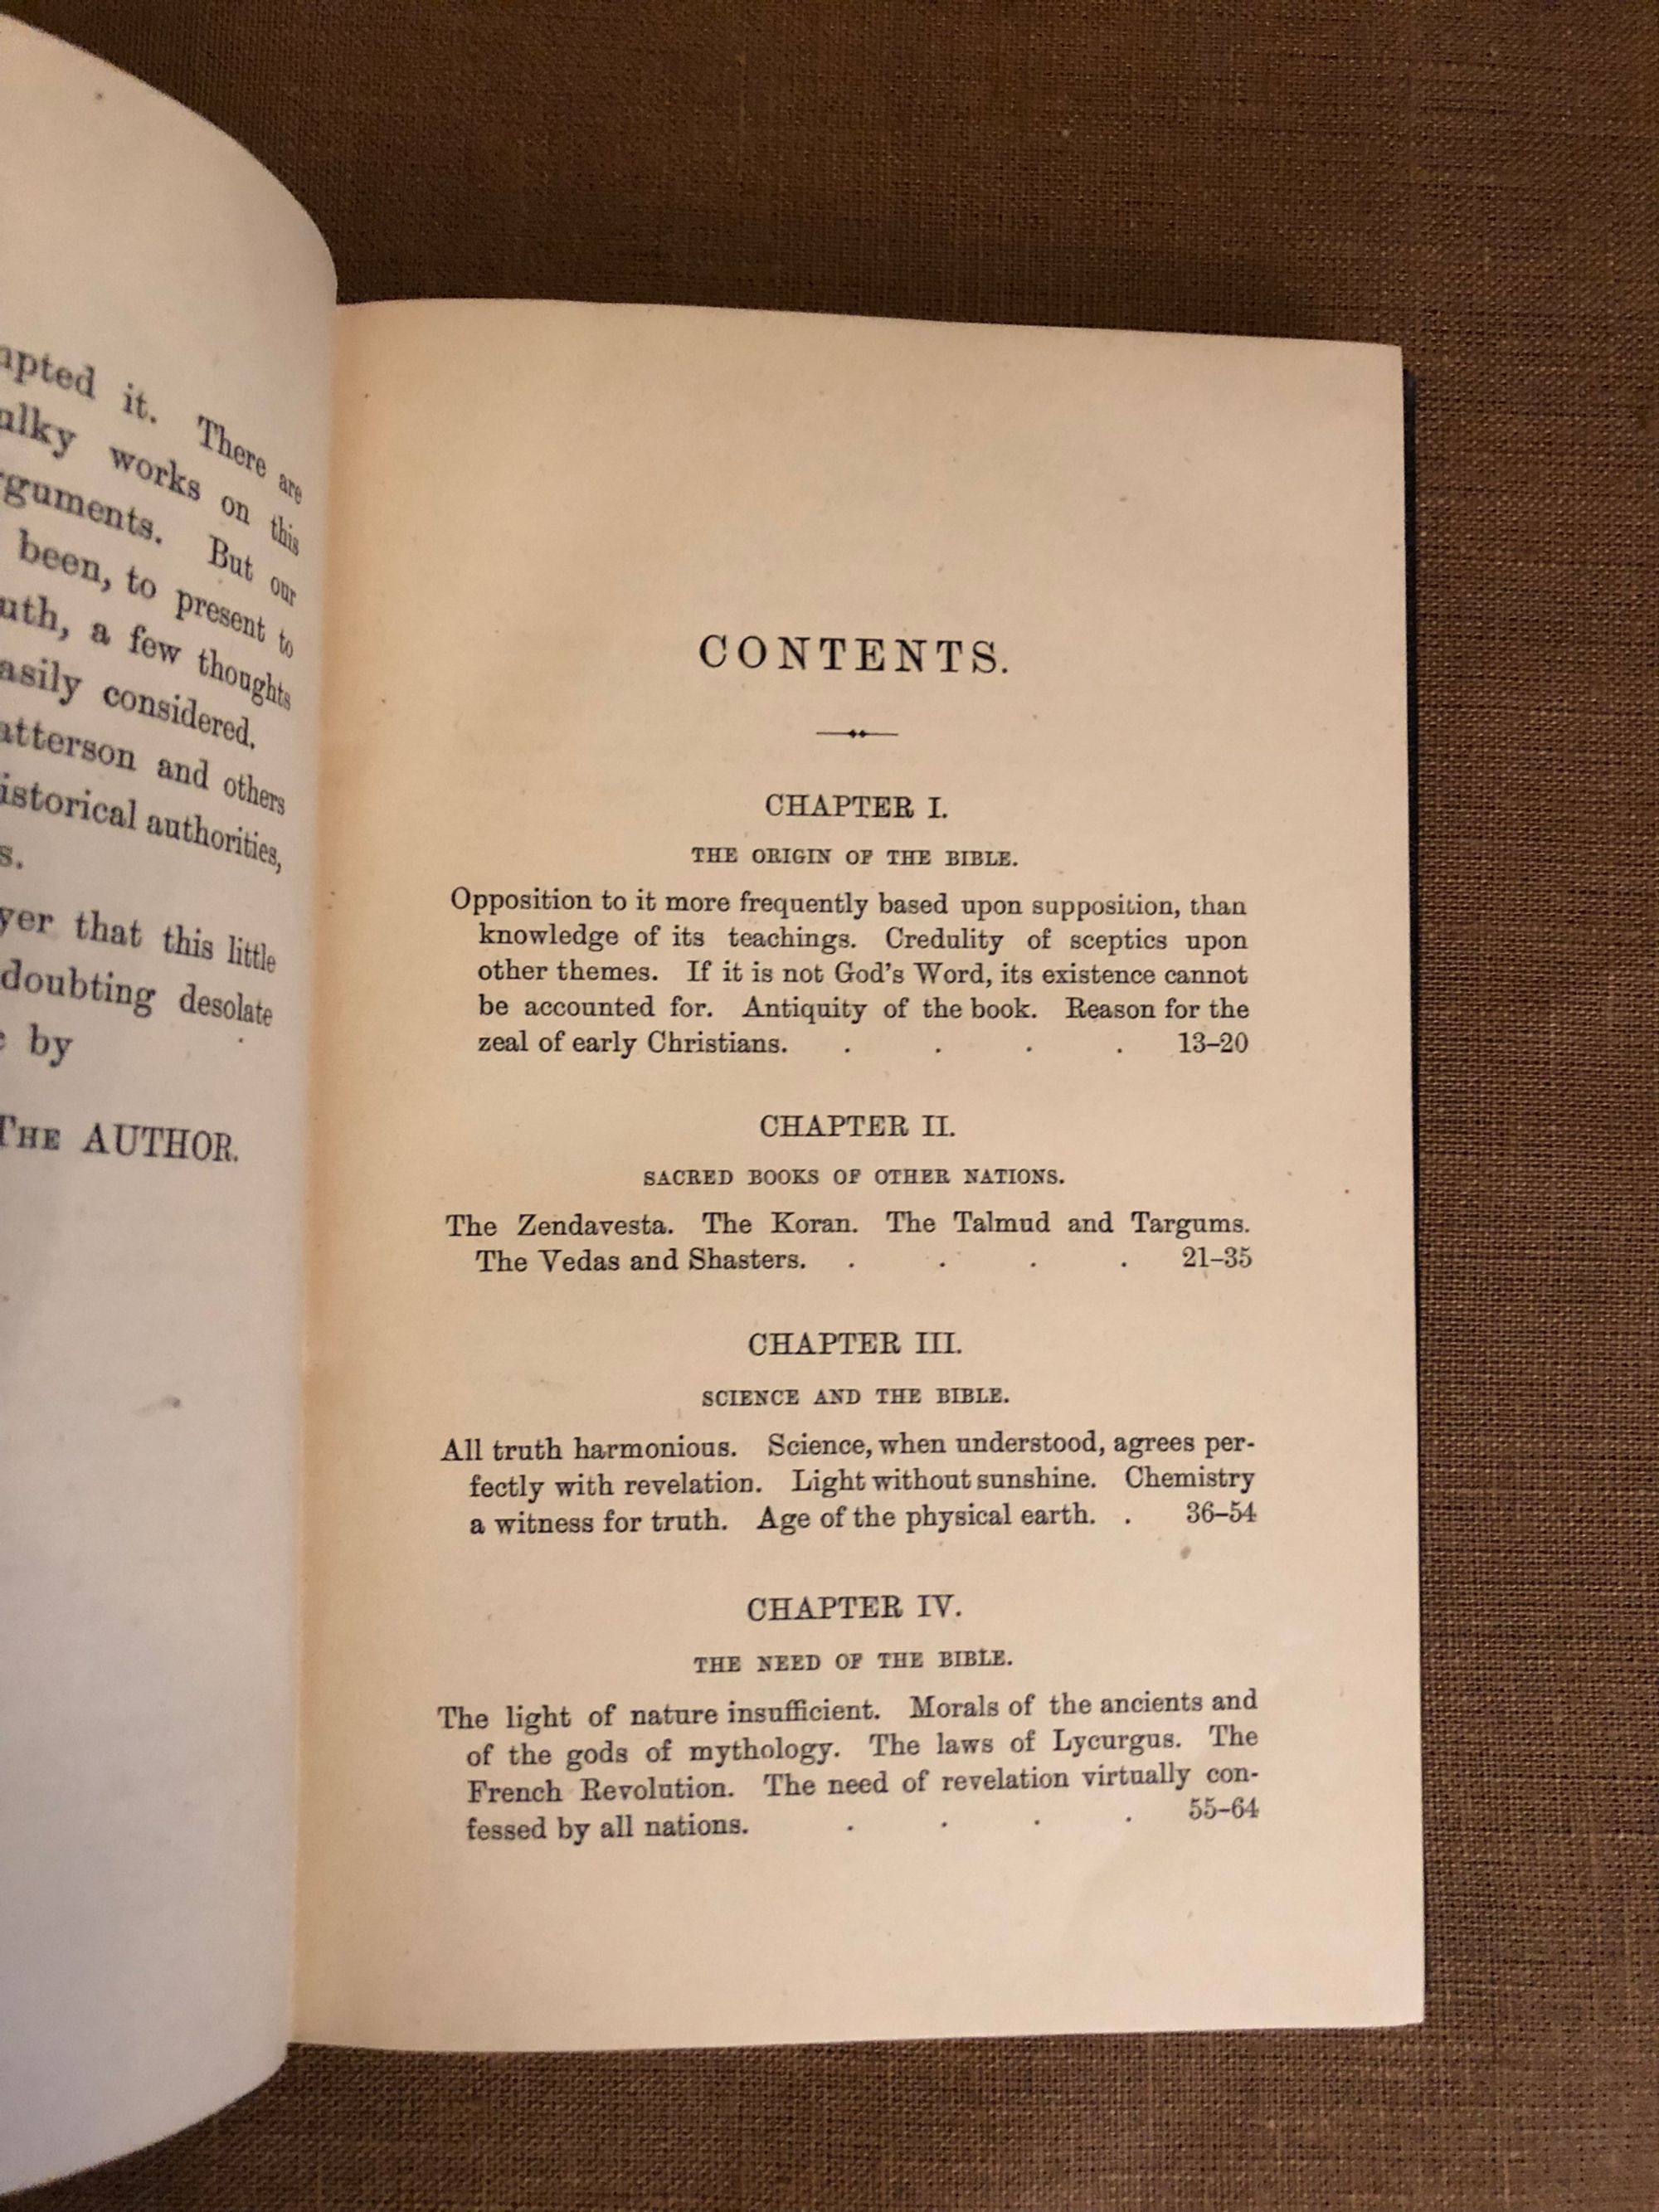 it. There are
works on this
But our
been, to present to
a few thoughts
considered.
and others
authorities,
that this little
doubting desolate
by
THE AUTHOR.
CONTENTS.
CHAPTER I.
THE ORIGIN OF THE BIBLE.
Opposition to it more frequently based upon supposition, than
knowledge of its teachings. Credulity of sceptics upon
other themes. If it is not God's Word, its existence cannot
be accounted for. Antiquity of the book. Reason for the
zeal of early Christians. . . . . 13–20
CHAPTER II.
SACRED BOOKS OF OTHER NATIONS.
The Zendavesta. The Koran. The Talmud and Targums.
The Vedas and Shasters. . . . . 21–35
CHAPTER III.
SCIENCE AND THE BIBLE.
All truth harmonious. Science, when understood, agrees per-
fectly with revelation. Light without sunshine. Chemistry
a witness for truth. Age of the physical earth. . 36–54
CHAPTER IV.
THE NEED OF THE BIBLE.
The light of nature insufficient. Morals of the ancients and
of the gods of mythology. The laws of Lycurgus. The
French Revolution. The need of revelation virtually con-
fessed by all nations. . . . . 55–64